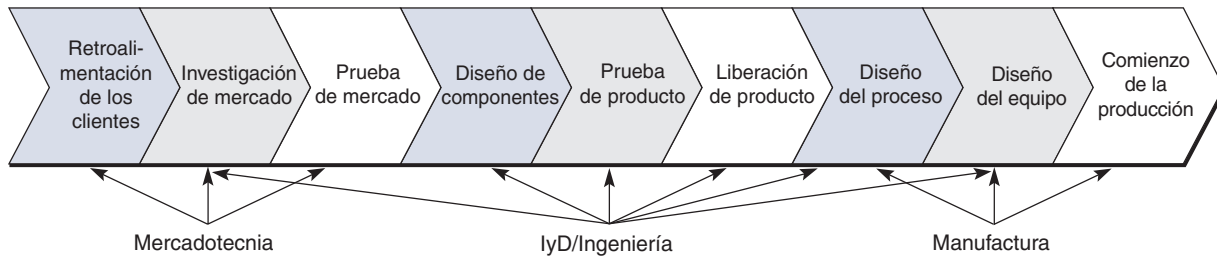 Retroali-
mentación
de los
clientes
Investigación
de mercado
Prueba
de mercado
Diseño de
componentes
Prueba
de producto
Liberación
de producto
Diseño
del proceso
Diseño
del equipo
Comienzo
de la
producción
Mercadotecnia
IyD/Ingeniería
Manufactura